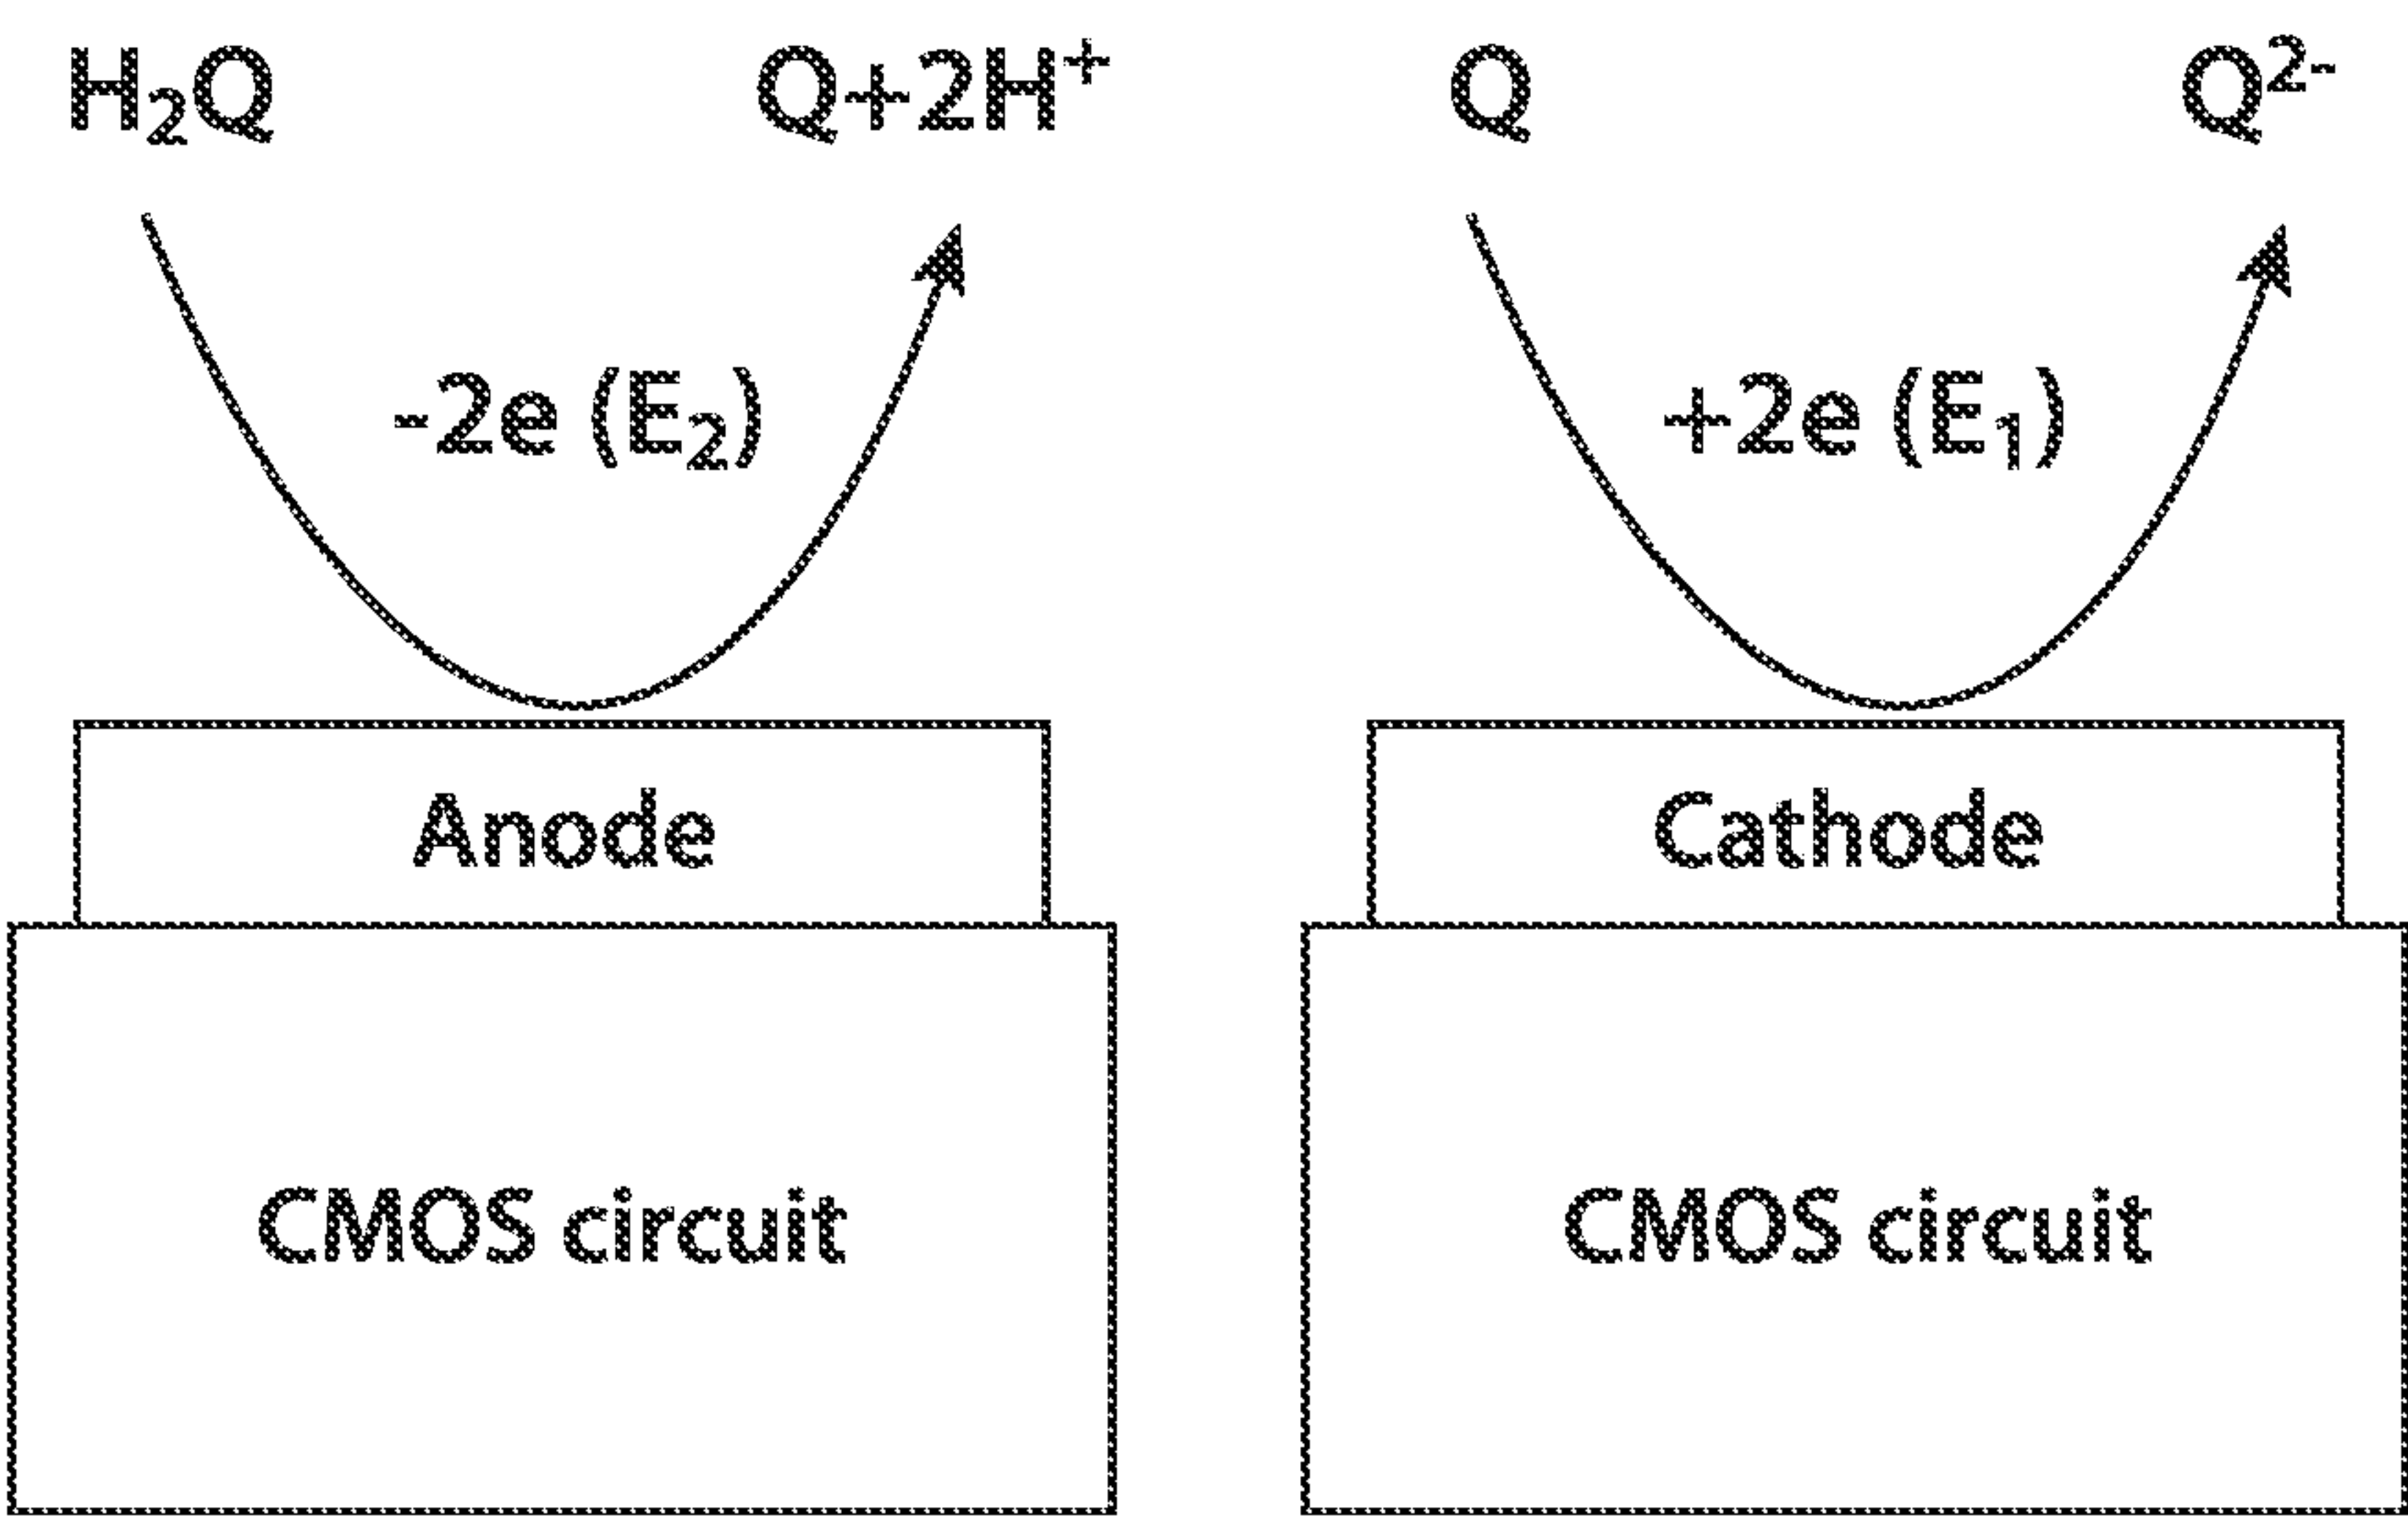 H₂Q Q+2H⁺ Q Q²⁻
-2e (E₂) +2e (E₁)
Anode Cathode
CMOS circuit CMOS circuit